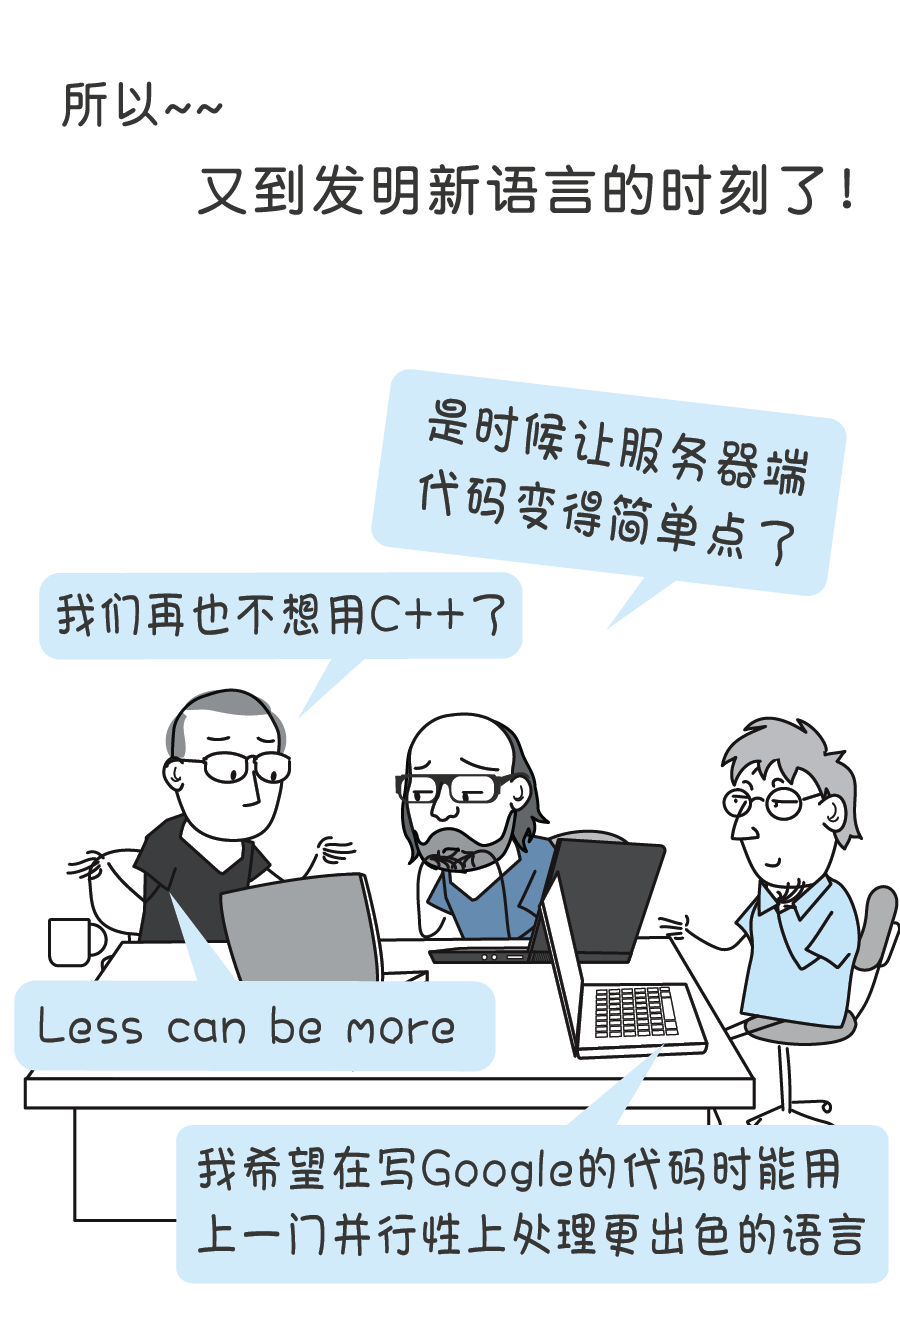 所以~~
又到发明新语言的时刻了!
是时候让服务器端
代码变得简单点了
我们再也不想用C++了
Less can be more
我希望在写Google的代码时能用
上一门并行性上处理更出色的语言